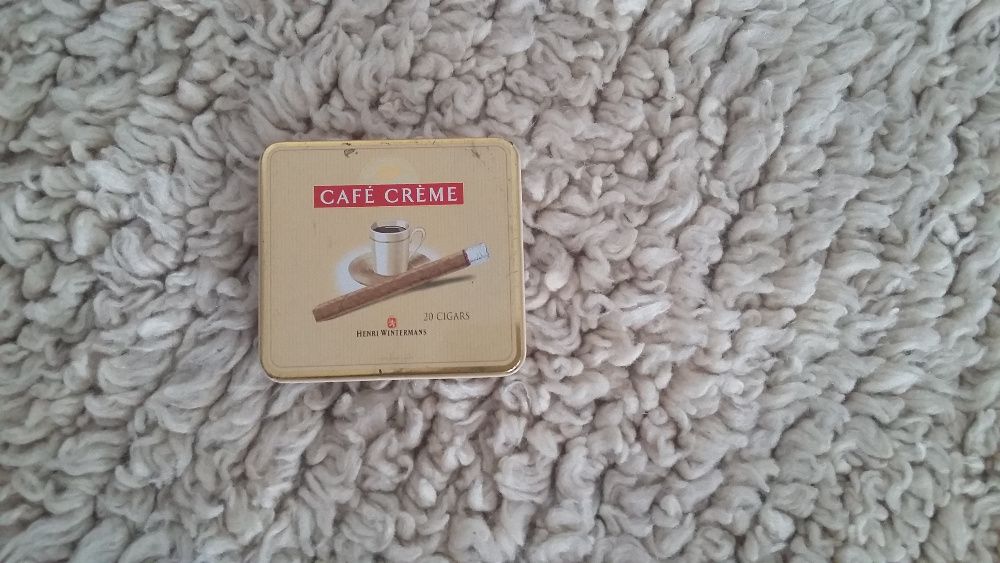 CAFÉ CRÈME
20 CIGARS
HENRI WINTERMANS